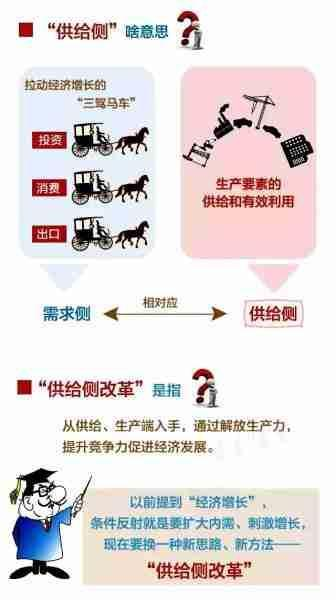 “供给侧”啥意思
拉动经济增长的
“三驾马车”
投资
消费
出口
生产要素的
供给和有效利用
需求侧
相对应
供给侧
“供给侧改革”是指
从供给、生产端入手，通过解放生产力，
提升竞争力促进经济发展。
以前提到“经济增长”，
条件反射就是要扩大内需、刺激增长，
现在要换一种新思路、新方法——
“供给侧改革”